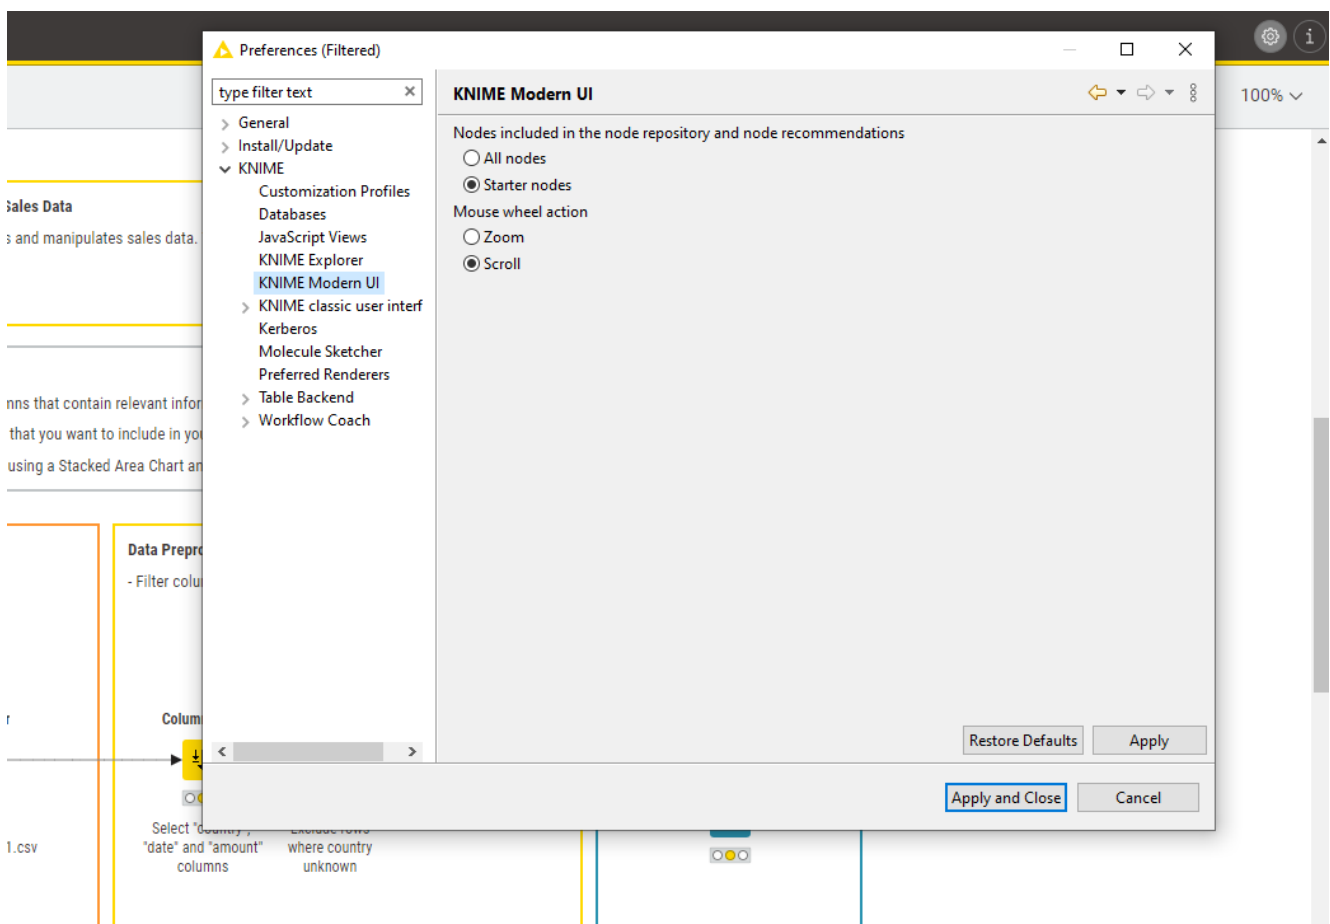 Preferences (Filtered)
i
type filter text
KNIME Modern UI
100%
General
Install/Update
KNIME
Customization Profiles
Databases
JavaScript Views
KNIME Explorer
KNIME Modern UI
KNIME classic user interf
Kerberos
Molecule Sketcher
Preferred Renderers
Table Backend
Workflow Coach
Nodes included in the node repository and node recommendations
All nodes
Starter nodes
Mouse wheel action
Zoom
Scroll
Restore Defaults
Apply
Apply and Close
Cancel
Sales Data
s and manipulates sales data.
mns that contain relevant infor
that you want to include in you
using a Stacked Area Chart an
Data Prepro
- Filter colu
r
Colum
1.csv
Select "country",
"date" and "amount"
columns
Exclude rows
where country
unknown